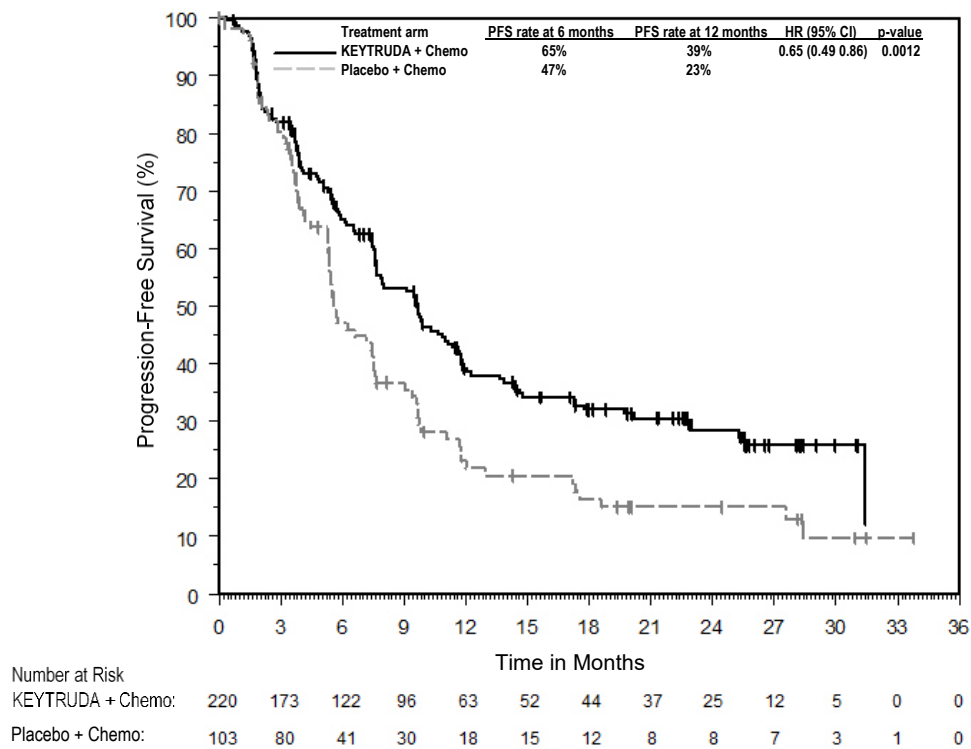 Treatment arm PFS rate at 6 months PFS rate at 12 months HR (95% CI) p-value
KEYTRUDA + Chemo 65% 39% 0.65 (0.49 0.86) 0.0012
Placebo + Chemo 47% 23%
Progression-Free Survival (%)
100
90
80
70
60
50
40
30
20
10
0
0 3 6 9 12 15 18 21 24 27 30 33 36
Time in Months
Number at Risk
KEYTRUDA + Chemo: 220 173 122 96 63 52 44 37 25 12 5 0 0
Placebo + Chemo: 103 80 41 30 18 15 12 8 8 7 3 1 0